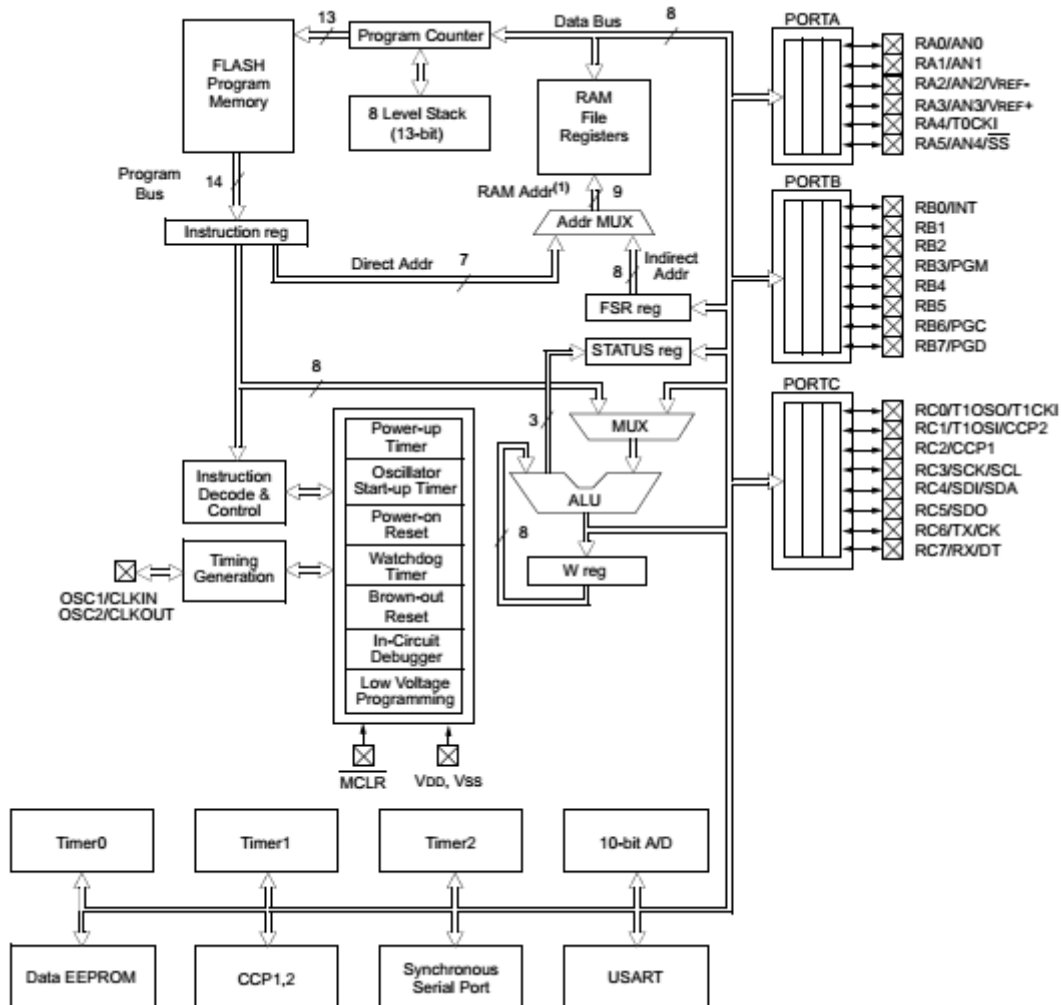 13
Program Counter
Data Bus
8
PORTA
FLASH
Program
Memory
8 Level Stack
(13-bit)
RAM
File
Registers
RA0/AN0
RA1/AN1
RA2/AN2/VREF-
RA3/AN3/VREF+
RA4/T0CKI
RA5/AN4/SS
Program
Bus
14
RAM Addr(1)
9
PORTB
Instruction reg
Addr MUX
Direct Addr
7
8
Indirect
Addr
FSR reg
STATUS reg
RB0/INT
RB1
RB2
RB3/PGM
RB4
RB5
RB6/PGC
RB7/PGD
8
3
MUX
PORTC
Power-up
Timer
Oscillator
Start-up Timer
Power-on
Reset
Watchdog
Timer
Brown-out
Reset
In-Circuit
Debugger
Low Voltage
Programming
Instruction
Decode &
Control
Timing
Generation
OSC1/CLKIN
OSC2/CLKOUT
ALU
8
W reg
RC0/T1OSO/T1CKI
RC1/T1OSI/CCP2
RC2/CCP1
RC3/SCK/SCL
RC4/SDI/SDA
RC5/SDO
RC6/TX/CK
RC7/RX/DT
MCLR
VDD, VSS
Timer0
Timer1
Timer2
10-bit A/D
Data EEPROM
CCP1,2
Synchronous
Serial Port
USART